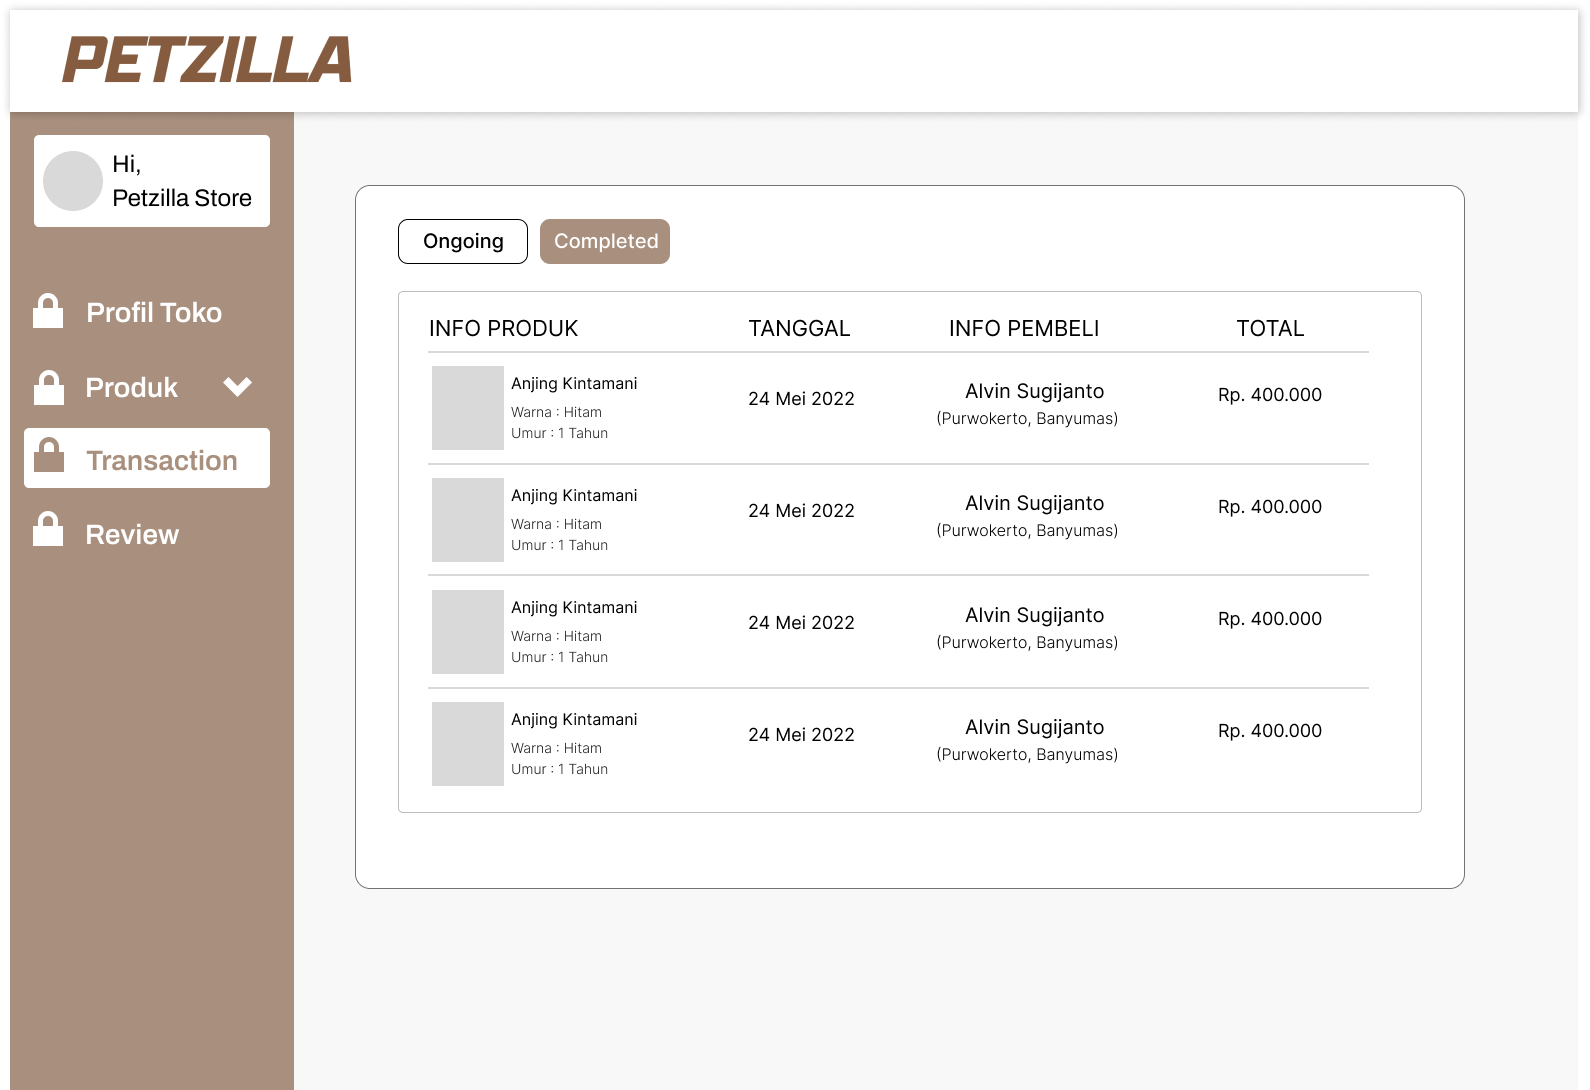 PETZILLA
Hi,
Petzilla Store
Profil Toko
Produk
Transaction
Review
Ongoing
Completed
INFO PRODUK TANGGAL INFO PEMBELI TOTAL
Anjing Kintamani
Warna : Hitam
Umur : 1 Tahun
24 Mei 2022
Alvin Sugijanto
(Purwokerto, Banyumas)
Rp. 400.000
Anjing Kintamani
Warna : Hitam
Umur : 1 Tahun
24 Mei 2022
Alvin Sugijanto
(Purwokerto, Banyumas)
Rp. 400.000
Anjing Kintamani
Warna : Hitam
Umur : 1 Tahun
24 Mei 2022
Alvin Sugijanto
(Purwokerto, Banyumas)
Rp. 400.000
Anjing Kintamani
Warna : Hitam
Umur : 1 Tahun
24 Mei 2022
Alvin Sugijanto
(Purwokerto, Banyumas)
Rp. 400.000